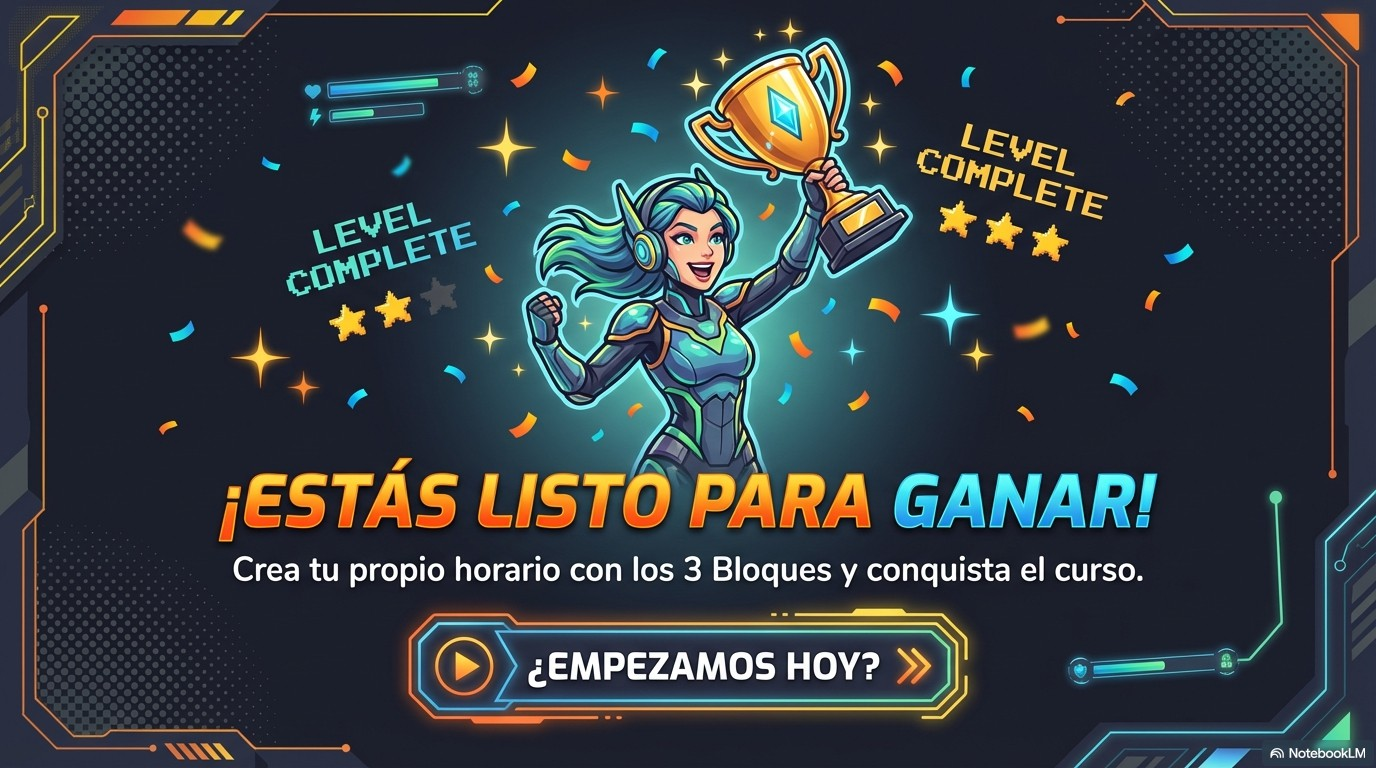 LEVEL
COMPLETE
LEVEL
COMPLETE
¡ESTÁS LISTO PARA GANAR!
Crea tu propio horario con los 3 Bloques y conquista el curso.
¿EMPEZAMOS HOY?
NotebookLM